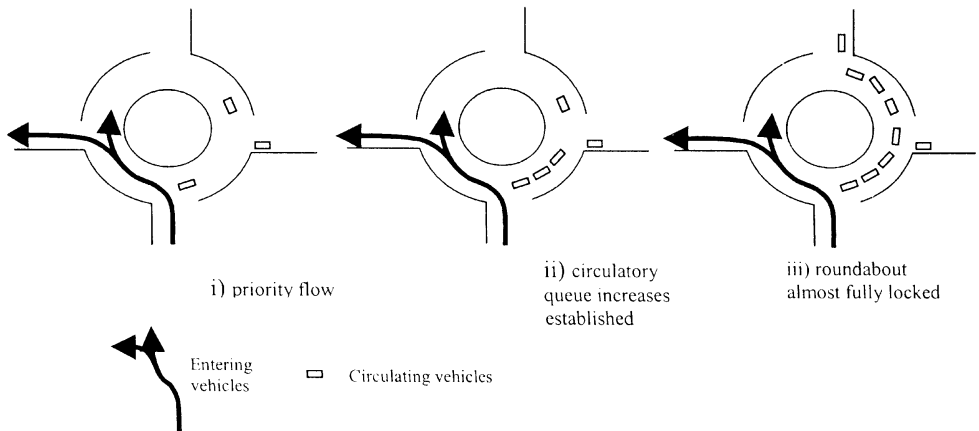 i) priority flow
ii) circulatory
queue increases
established
iii) roundabout
almost fully locked
Entering
vehicles
Circulating vehicles